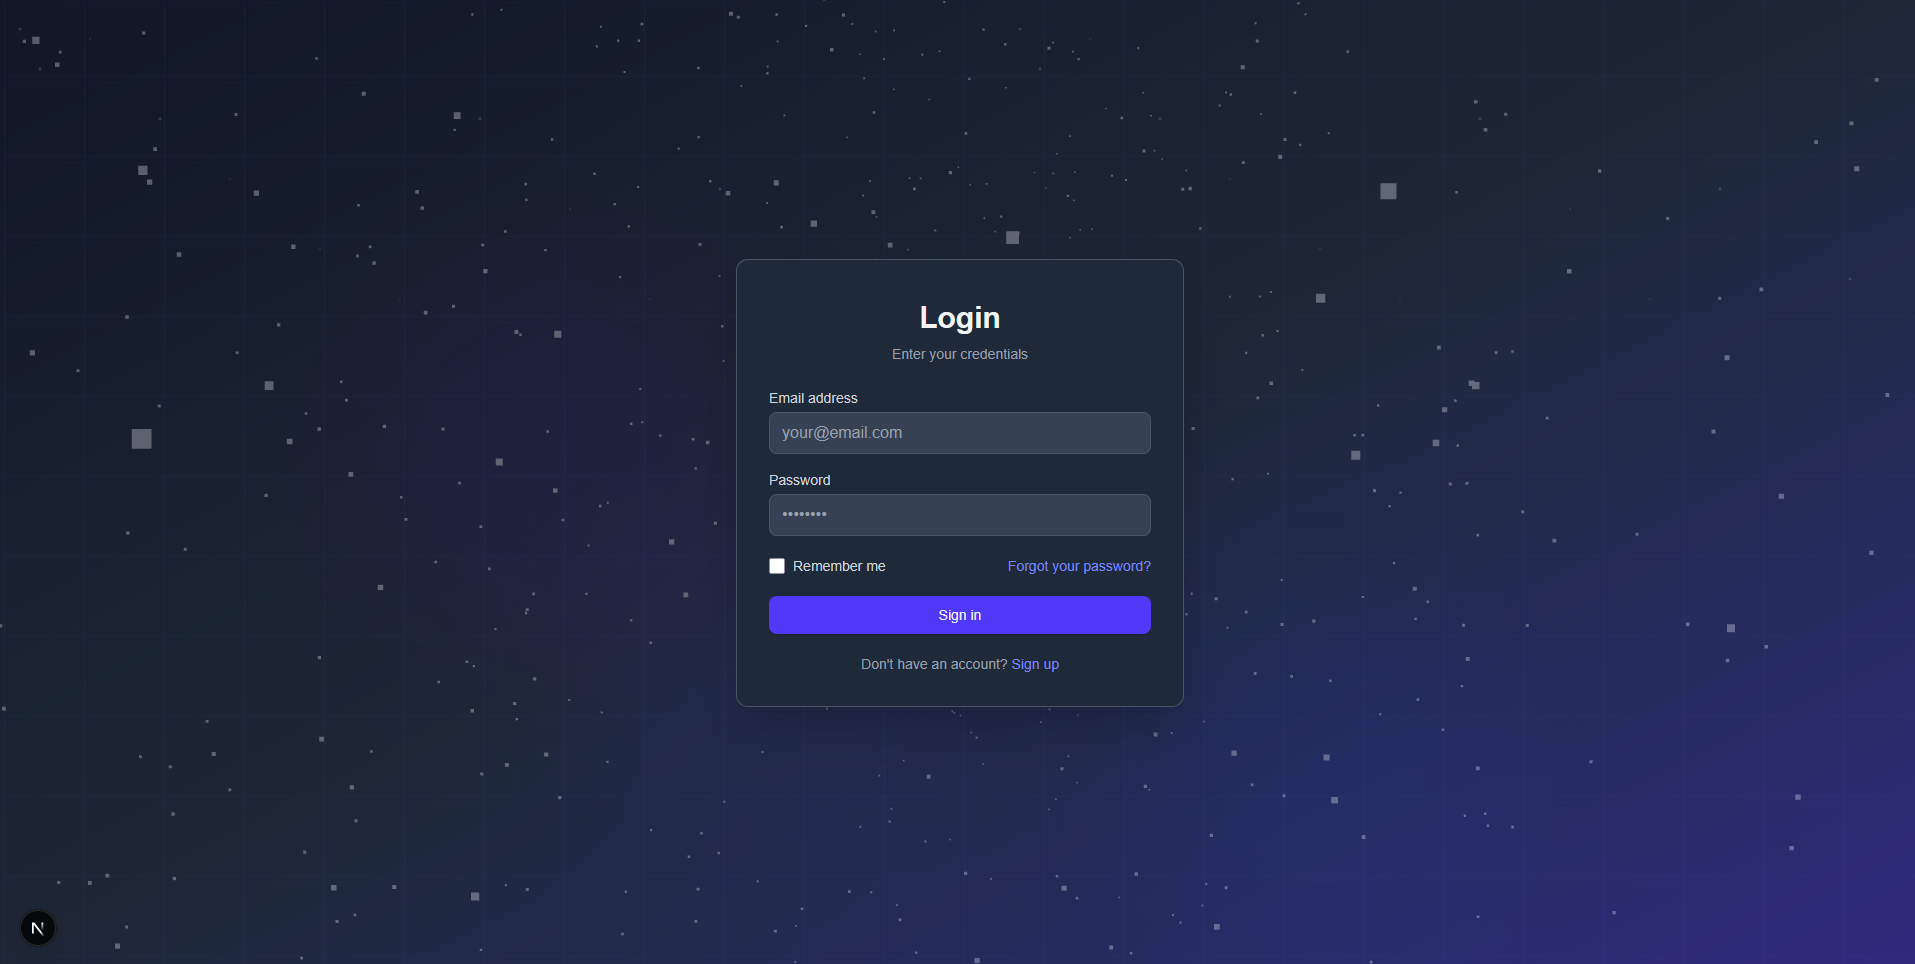 Login
Enter your credentials
Email address
your@email.com
Password
••••••••
Remember me
Forgot your password?
Sign in
Don't have an account? Sign up
N